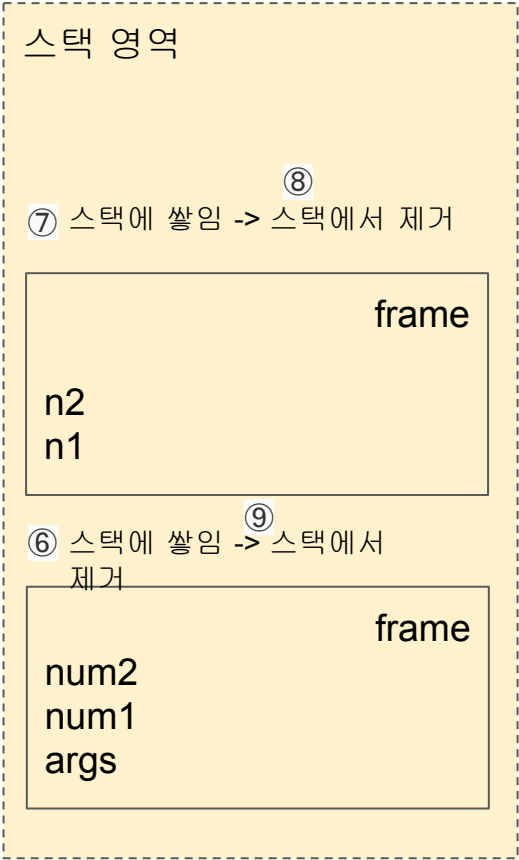 스택 영역
⑧
⑦ 스택에 쌓임 -> 스택에서 제거
frame
n2
n1
⑨
⑥ 스택에 쌓임 -> 스택에서
제거
frame
num2
num1
args